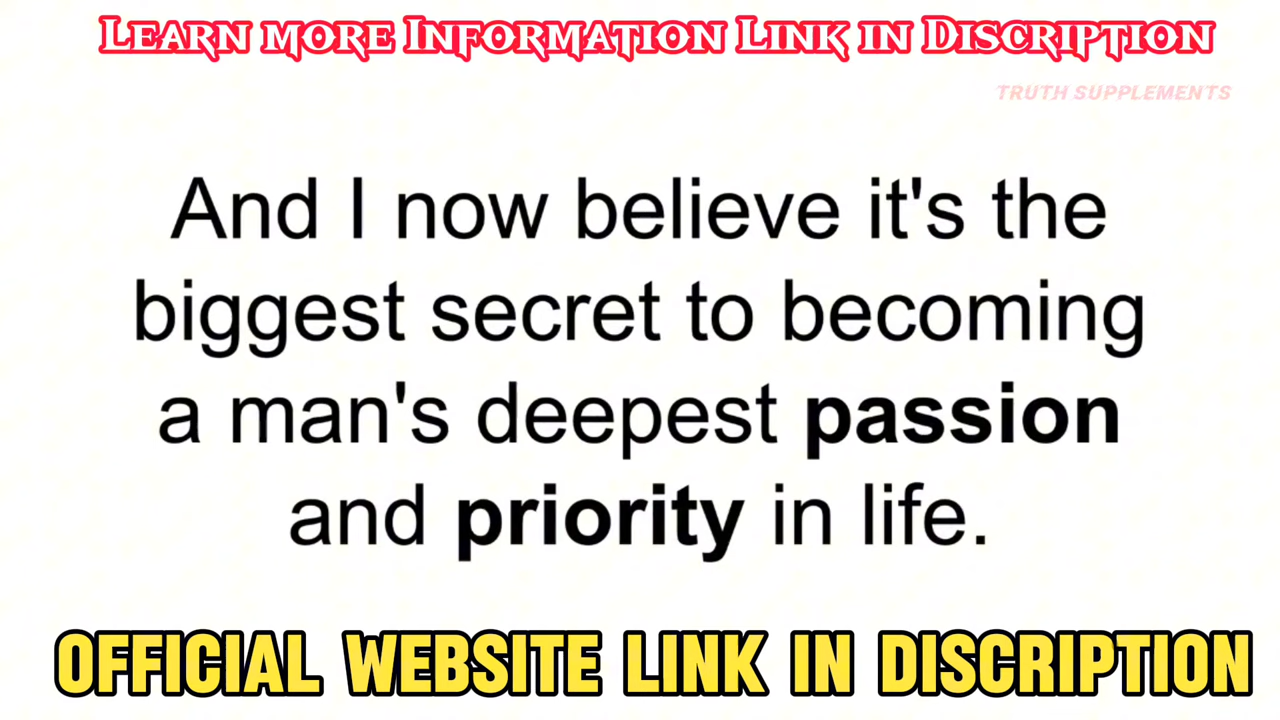 Learn more Information Link in Discription
TRUTH SUPPLEMENTS
And I now believe it's the
biggest secret to becoming
a man's deepest passion
and priority in life.
OFFICIAL WEBSITE LINK IN DISCRIPTION